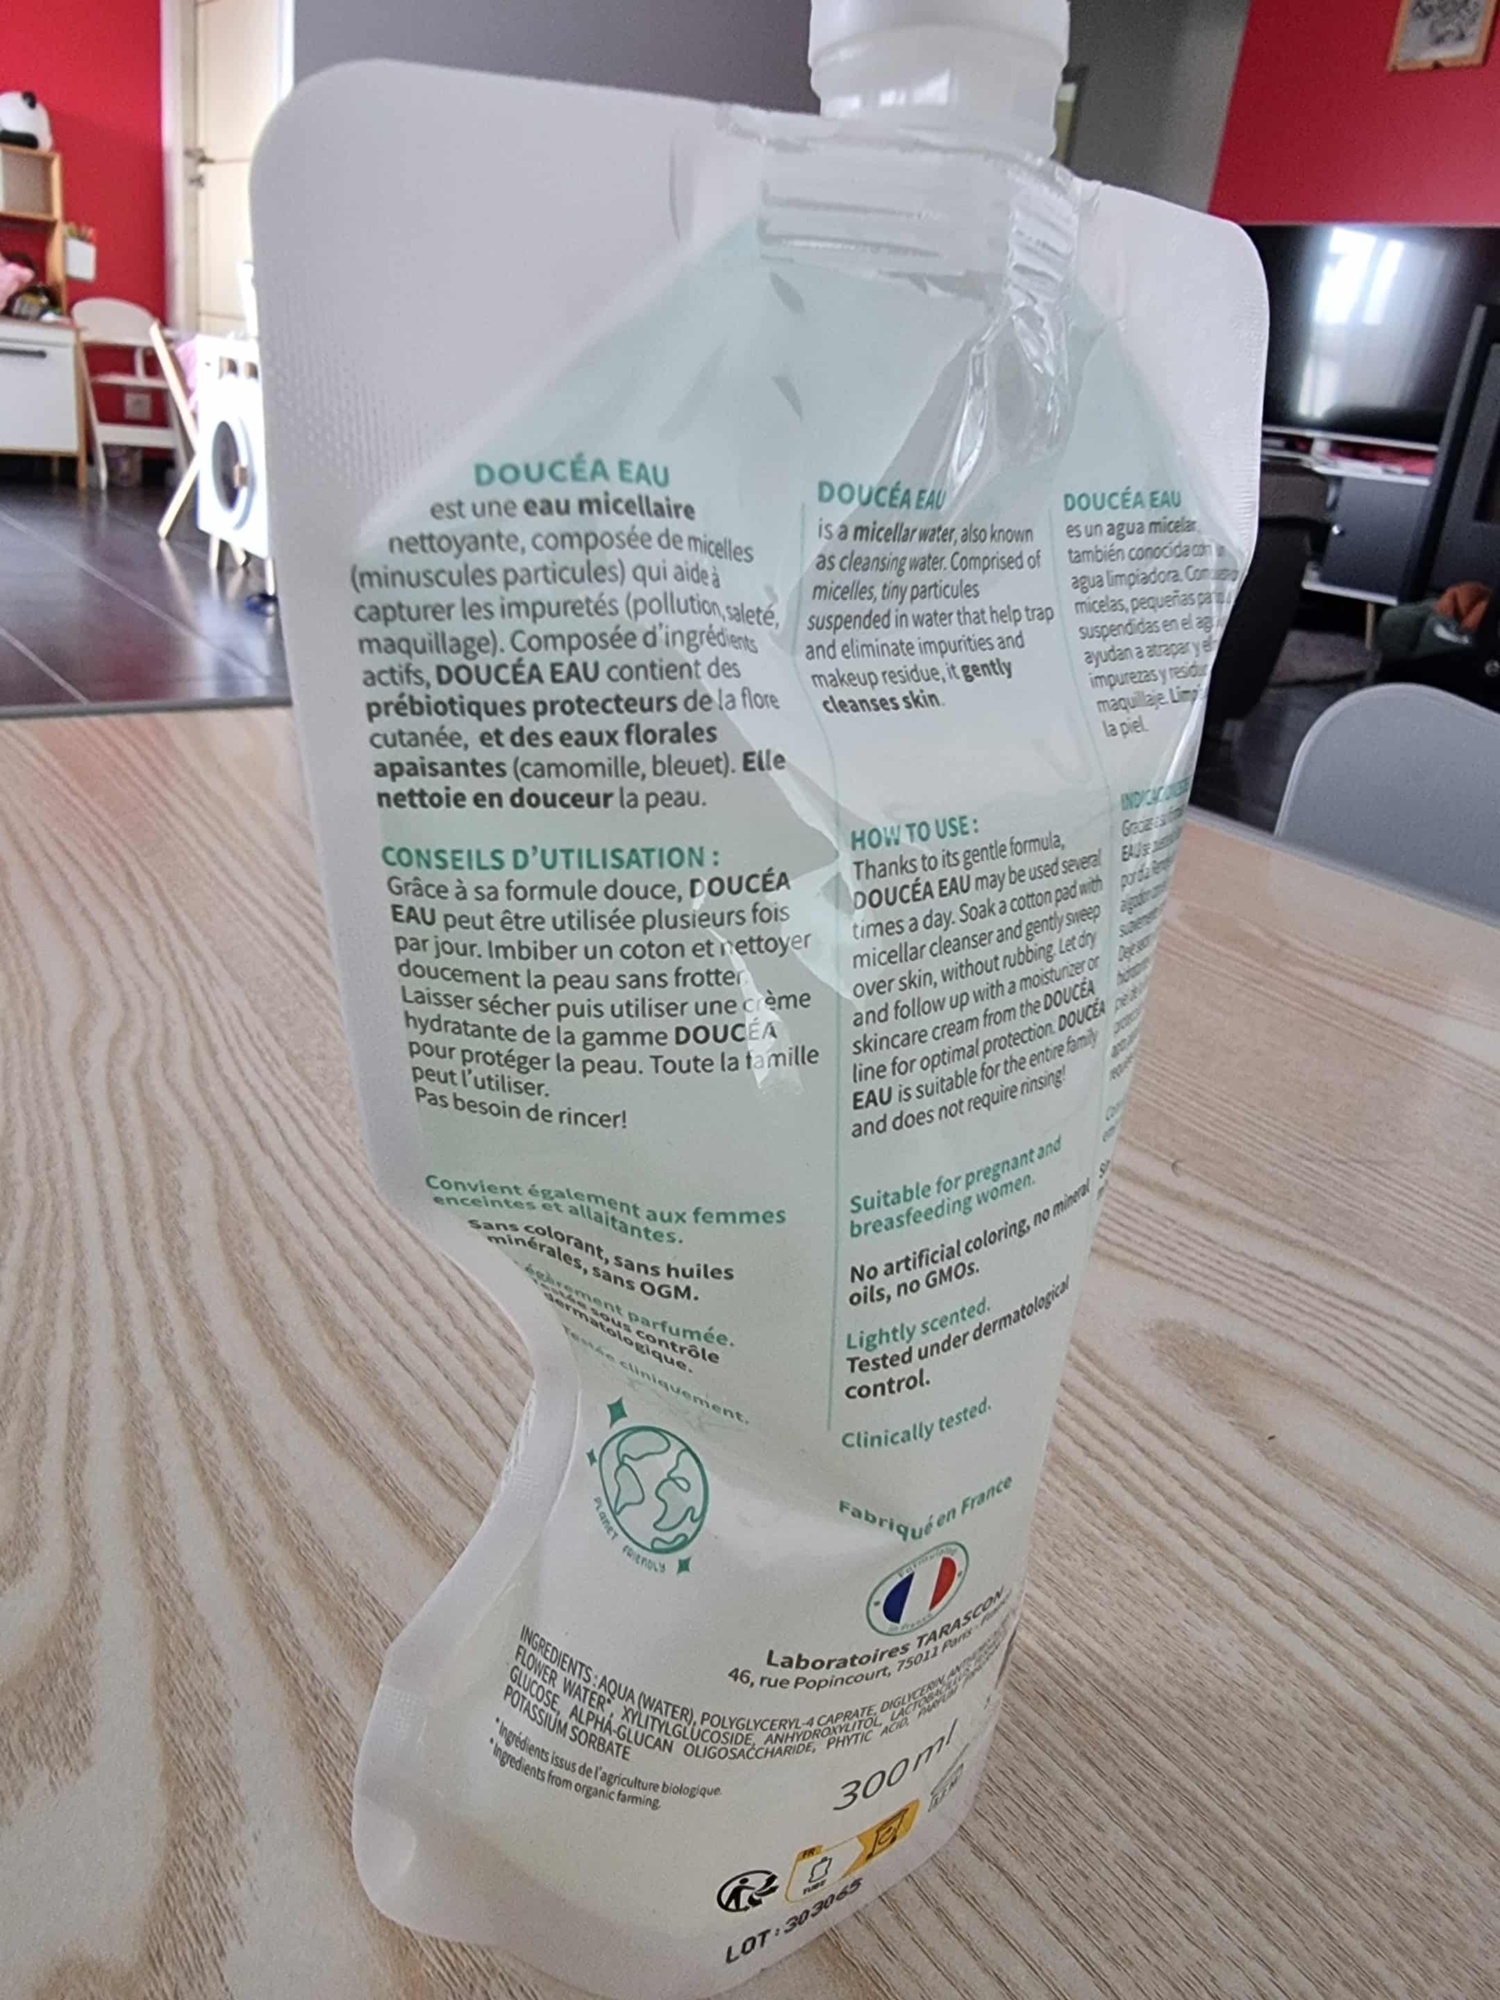 DOUCÉA EAU
est une eau micellaire
nettoyante, composée de micelles
(minuscules particules) qui aide à
capturer les impuretés (pollution, saleté,
maquillage). Composée d'ingrédients
actifs, DOUCÉA EAU contient des
prébiotiques protecteurs de la flore
cutanée, et des eaux florales
apaisantes (camomille, bleuet). Elle
nettoie en douceur la peau.
CONSEILS D'UTILISATION :
Grâce à sa formule douce, DOUCÉA
EAU peut être utilisée plusieurs fois
par jour. Imbiber un coton et nettoyer
doucement la peau sans frotter.
Laisser sécher puis utiliser une crème
hydratante de la gamme DOUCÉA
pour protéger la peau. Toute la famille
peut l'utiliser.
Pas besoin de rincer!
Convient également aux femmes
enceintes et allaitantes.
Sans colorant, sans huiles
minérales, sans OGM.
parfumée.
sous contrôle
dermatologique.
Testée cliniquement.
PLANET FRIENDLY
DOUCÉA EAU
is a micellar water, also known
as cleansing water. Comprised of
micelles, tiny particules
suspended in water that help trap
and eliminate impurities and
makeup residue, it gently
cleanses skin.
HOW TO USE :
Thanks to its gentle formula,
DOUCÉA EAU may be used several
times a day. Soak a cotton pad with
micellar cleanser and gently sweep
over skin, without rubbing. Let dry
and follow up with a moisturizer or
skincare cream from the DOUCÉA
line for optimal protection. DOUCÉA
EAU is suitable for the entire family
and does not require rinsing!
Suitable for pregnant and
breasfeeding women.
No artificial coloring, no mineral
oils, no GMOs.
Lightly scented.
Tested under dermatological
control.
Clinically tested.
DOUCÉA EAU
es un agua micelar,
también conocida
agua limpiadora.
micelas, pequeñas
suspendidas en el
ayudan a atrapar y
impurezas y
maquillaje.
la piel.
Fabriqué en France
Laboratoires TARASCON
46, rue Popincourt, 75011 Paris
INGREDIENTS : AQUA (WATER), POLYGLYCERYL-4 CAPRATE, DIGLYCERIN,
FLOWER WATER*, XYLITYLGLUCOSIDE, ANHYDROXYLITOL, LACTOBACILLUS
GLUCOSE, ALPHA-GLUCAN OLIGOSACCHARIDE, PHYTIC ACID, PARFUM
POTASSIUM SORBATE
*Ingrédients issus de l'agriculture biologique.
*Ingredients from organic farming.
300 ml
FR
TUBE
LOT : 303065